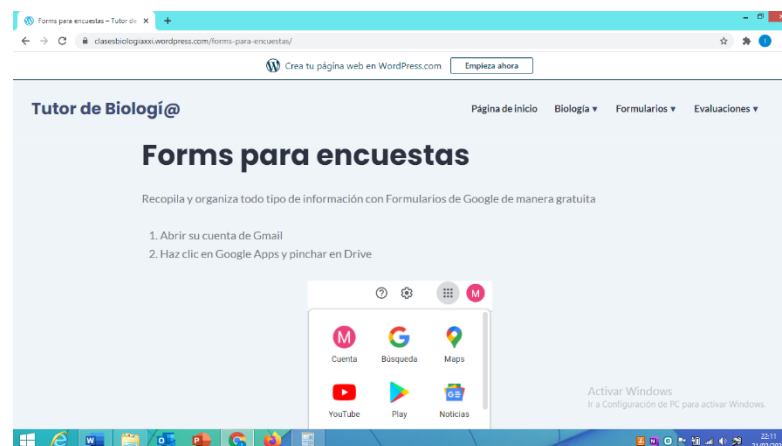 Forms para encuestas – Tutor de
clasesbiologiaxxi.wordpress.com/forms-para-encuestas/
Crea tu página web en WordPress.com Empieza ahora
Tutor de Biologí@
Página de inicio Biología Formularios Evaluaciones
Forms para encuestas
Recopila y organiza todo tipo de información con Formularios de Google de manera gratuita
1. Abrir su cuenta de Gmail
2. Haz clic en Google Apps y pinchar en Drive
M
M
Cuenta Búsqueda Maps
YouTube Play Noticias
Activar Windows
Ir a Configuración de PC para activar Windows.
22:11